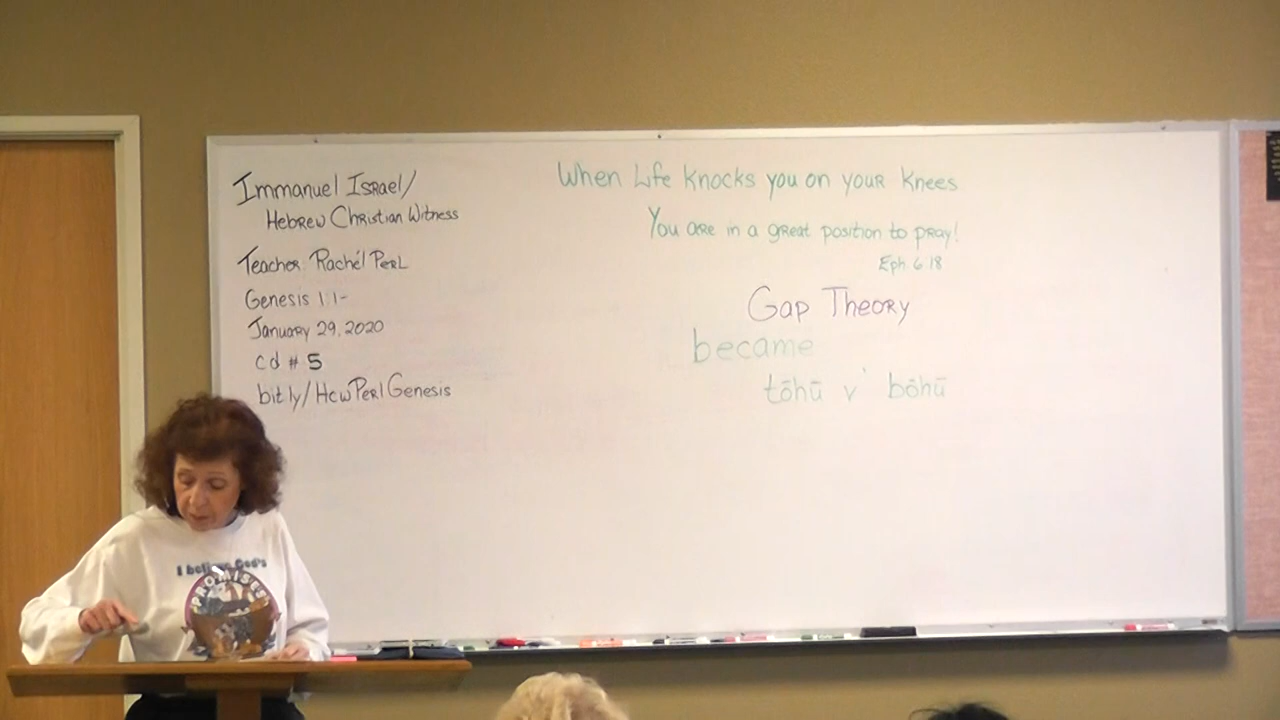 Immanuel Israel/
Hebrew Christian Witness
Teacher: Rachél Perl
Genesis 1:1-
January 29, 2020
cd # 5
bit.ly/HcwPerlGenesis
When Life Knocks you on your Knees
You are in a great position to pray!
Eph. 6:18
Gap Theory
became
tōhū v' bōhū
I believe God's
PROMISES